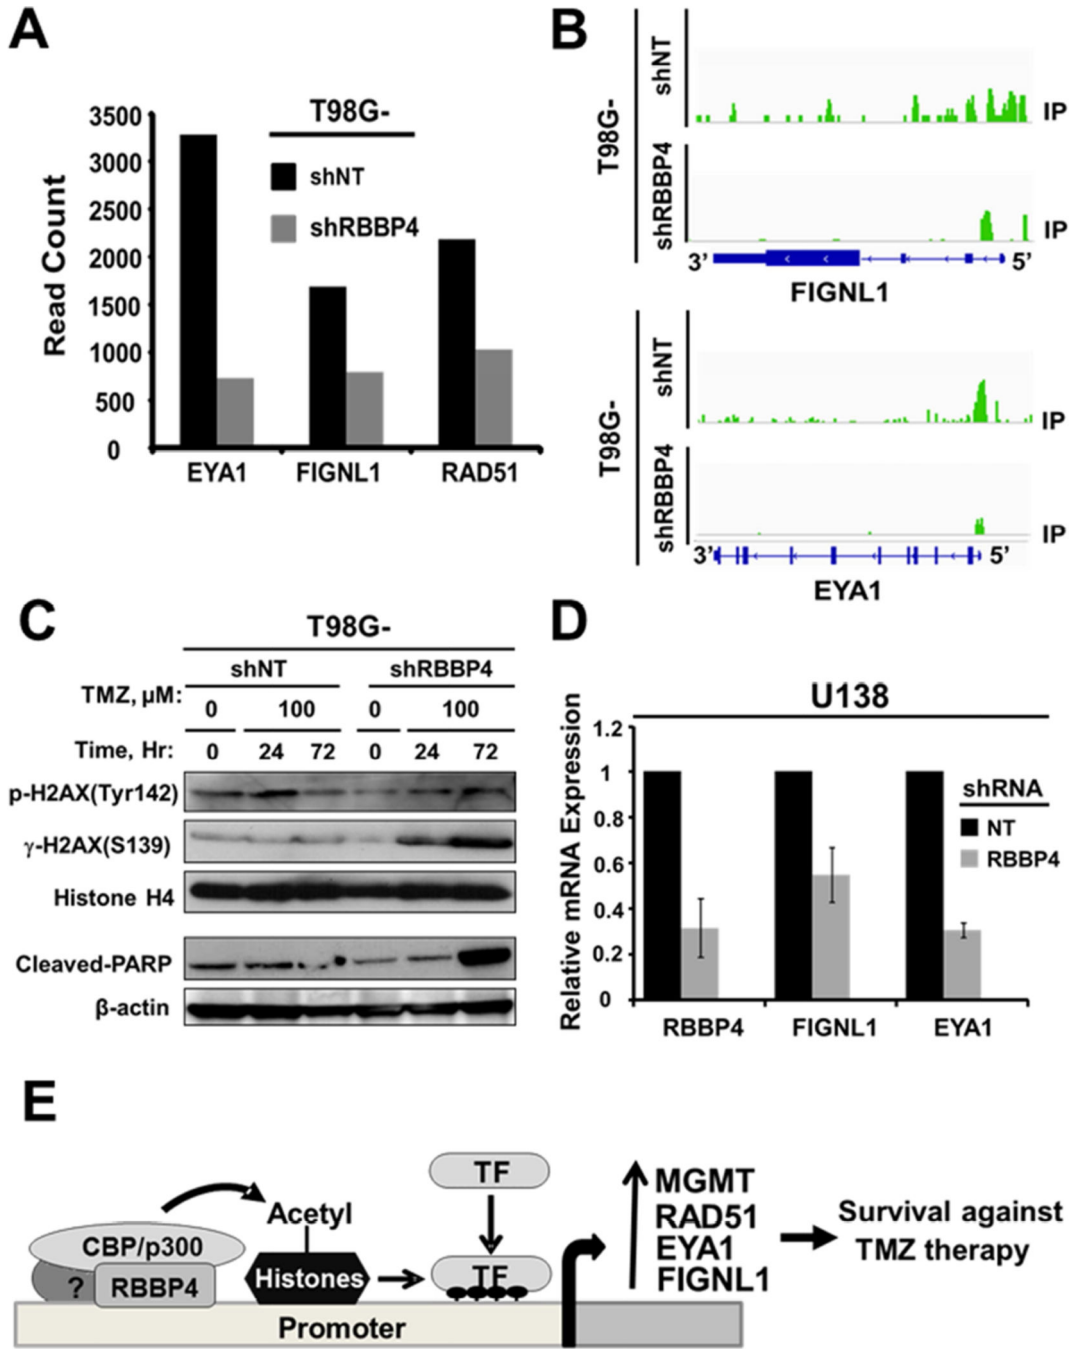 A
T98G-
shNT
shRBBP4
Read Count
3500
3000
2500
2000
1500
1000
500
0
EYA1 FIGNL1 RAD51
B
T98G-
shNT
IP
shRBBP4
IP
3’ 5’
FIGNL1
T98G-
shNT
IP
shRBBP4
IP
3’ 5’
EYA1
C
T98G-
shNT shRBBP4
TMZ, µM: 0 100 0 100
Time, Hr: 0 24 72 0 24 72
p-H2AX(Tyr142)
γ-H2AX(S139)
Histone H4
Cleaved-PARP
β-actin
D
U138
Relative mRNA Expression
1.2
1
0.8
0.6
0.4
0.2
0
shRNA
NT
RBBP4
RBBP4 FIGNL1 EYA1
E
CBP/p300
? RBBP4
Acetyl
Histones
TF
TF
Promoter
MGMT
RAD51
EYA1
FIGNL1
Survival against
TMZ therapy